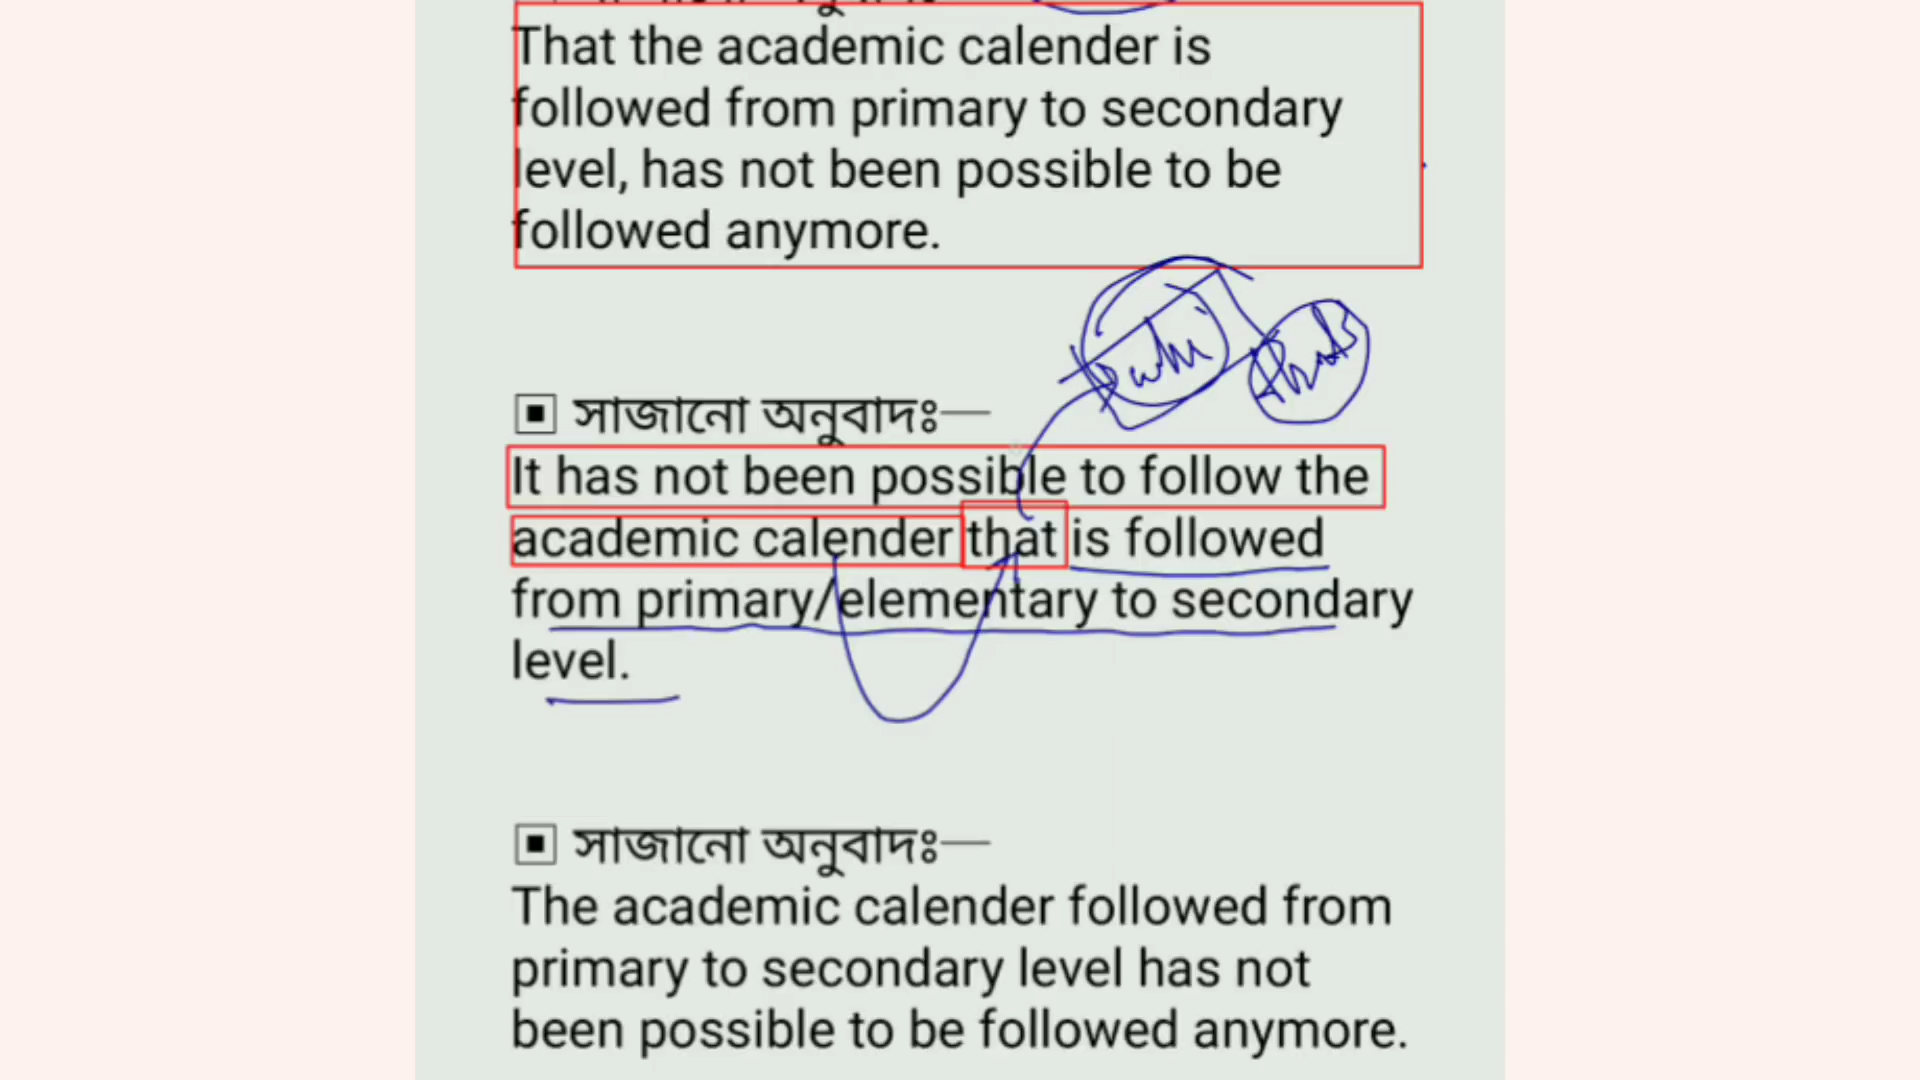 That the academic calender is
followed from primary to secondary
level, has not been possible to be
followed anymore.
▣ সাজানো অনুবাদঃ—
It has not been possible to follow the
academic calender that is followed
from primary/elementary to secondary
level.
▣ সাজানো অনুবাদঃ—
The academic calender followed from
primary to secondary level has not
been possible to be followed anymore.